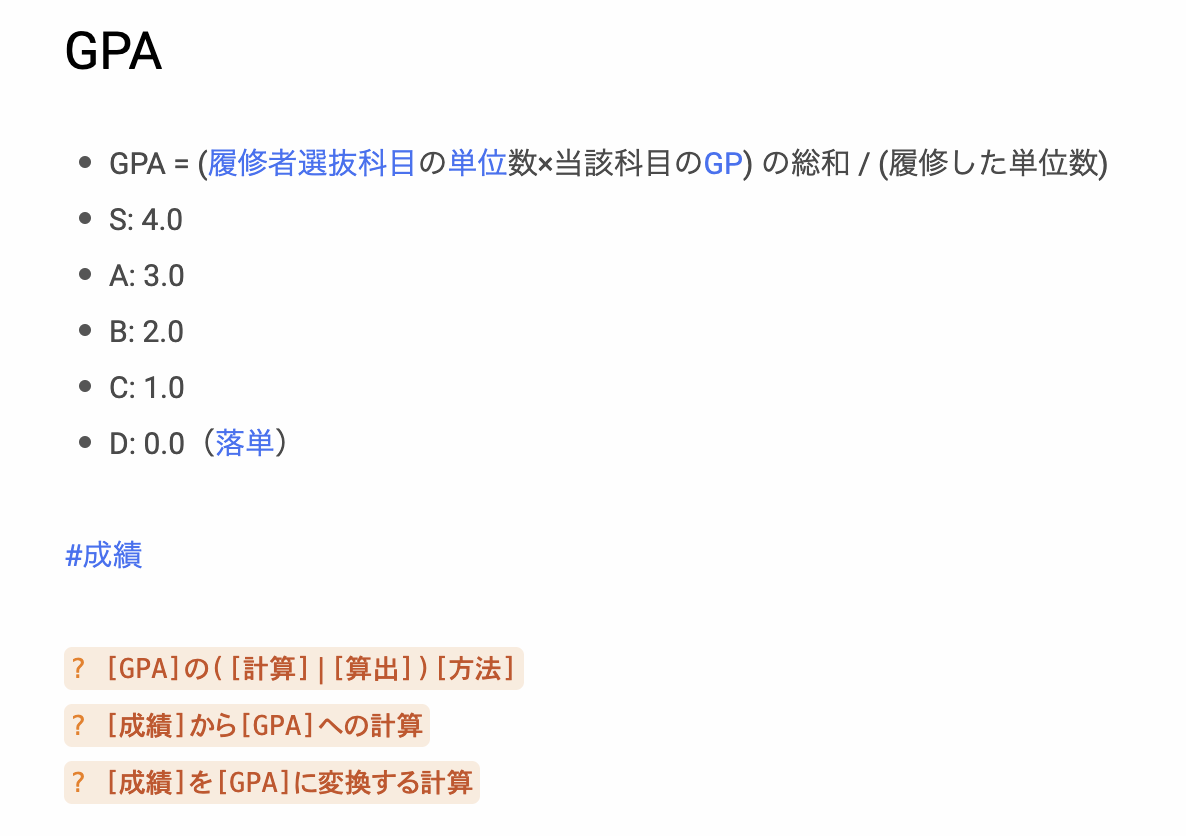 GPA
• GPA = (履修者選抜科目の単位数×当該科目のGP) の総和 / (履修した単位数)
• S: 4.0
• A: 3.0
• B: 2.0
• C: 1.0
• D: 0.0（落単）
#成績
? [GPA]の([計算]|[算出])[方法]
? [成績]から[GPA]への計算
? [成績]を[GPA]に変換する計算